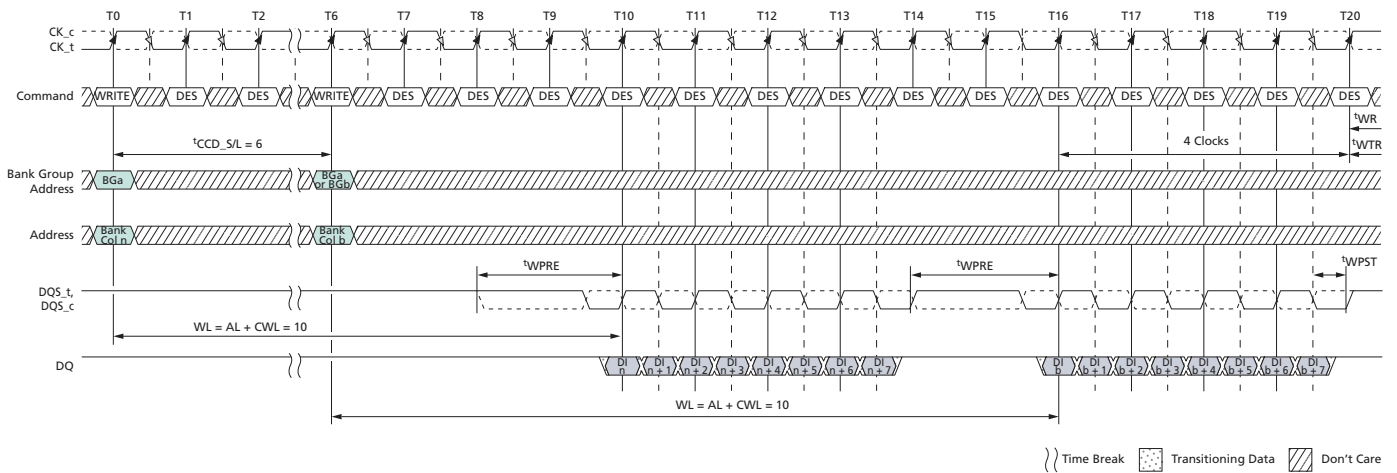 T0 T1 T2 T6 T7 T8 T9 T10 T11 T12 T13 T14 T15 T16 T17 T18 T19 T20
CK_c
CK_t
Command WRITE DES DES WRITE DES DES DES DES DES DES DES DES DES DES DES DES DES DES
tWR
tCCD_S/L = 6
4 Clocks
tWTR
Bank Group
Address
BGa
BGa
or BGb
Address
Bank
Col n
Bank
Col b
tWPRE
tWPRE
tWPST
DQS_t,
DQS_c
WL = AL + CWL = 10
DQ
DI
n
DI
n + 1
DI
n + 2
DI
n + 3
DI
n + 4
DI
n + 5
DI
n + 6
DI
n + 7
DI
b
DI
b + 1
DI
b + 2
DI
b + 3
DI
b + 4
DI
b + 5
DI
b + 6
DI
b + 7
WL = AL + CWL = 10
Time Break Transitioning Data Don't Care